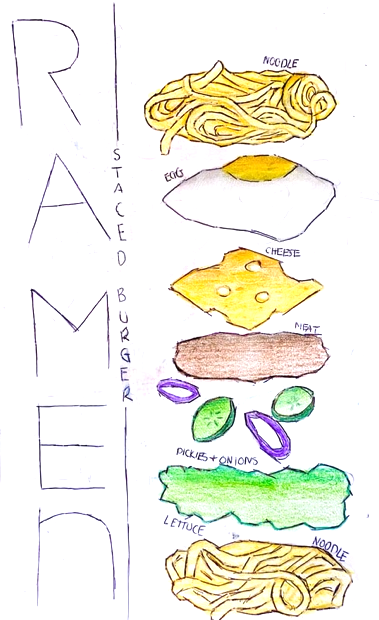 RAMEn
STACED BURGER
NOODLE
EGG
CHEESE
MEAT
PICKLES + ONIONS
LETTUCE
NOODLE